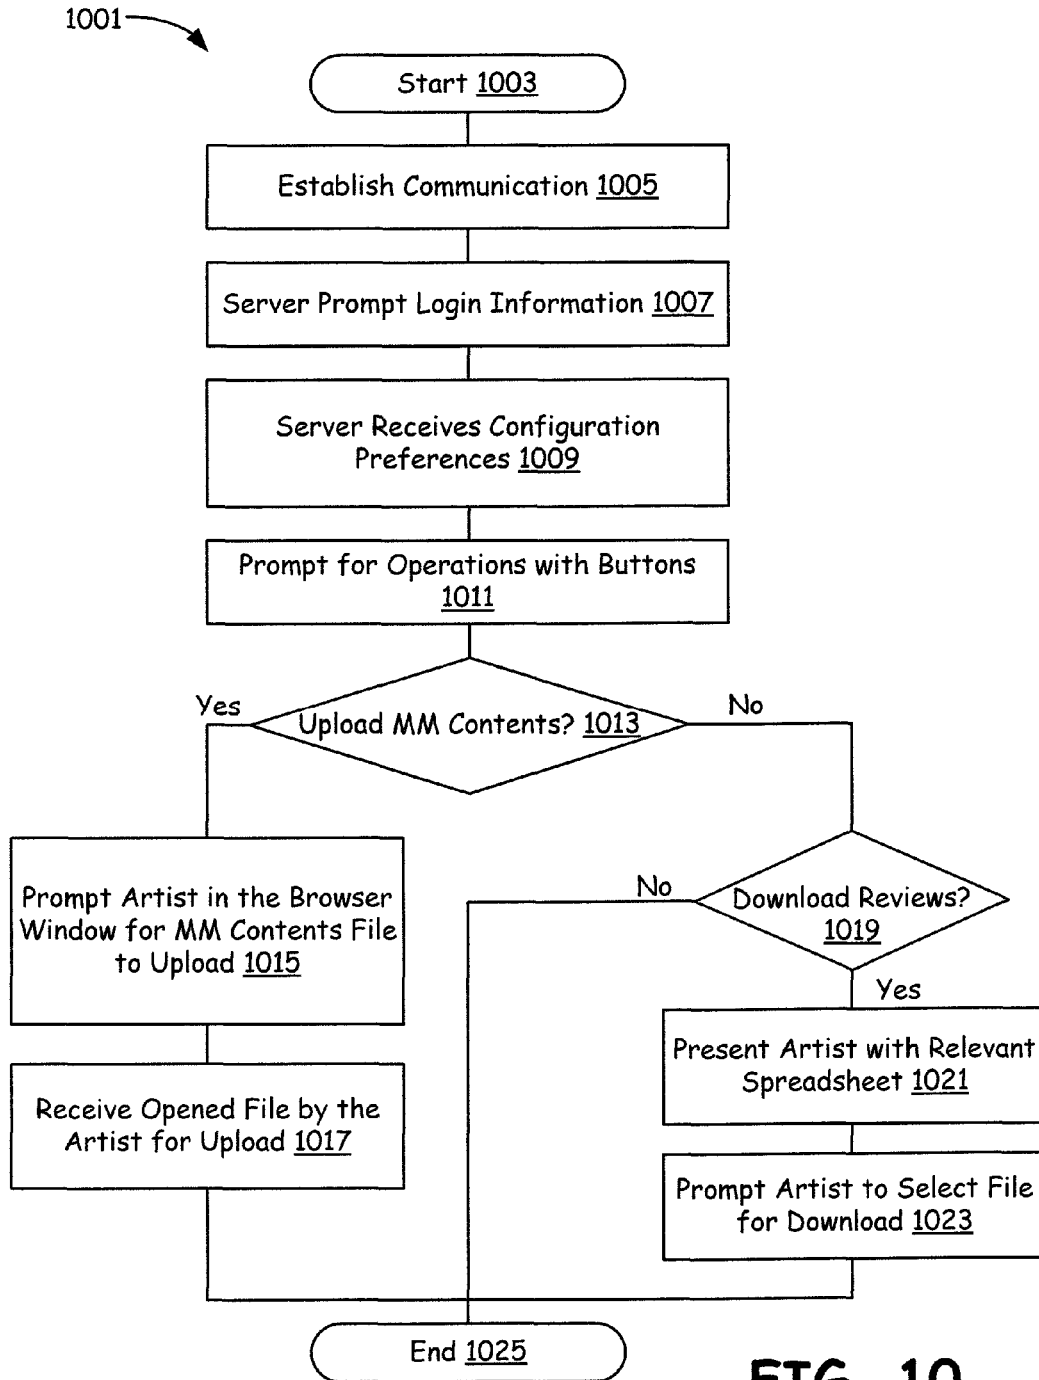 1001
Start 1003
Establish Communication 1005
Server Prompt Login Information 1007
Server Receives Configuration
Preferences 1009
Prompt for Operations with Buttons
1011
Yes
Upload MM Contents? 1013
No
Prompt Artist in the Browser
Window for MM Contents File
to Upload 1015
Receive Opened File by the
Artist for Upload 1017
No
Download Reviews?
1019
Yes
Present Artist with Relevant
Spreadsheet 1021
Prompt Artist to Select File
for Download 1023
End 1025
FIG. 10